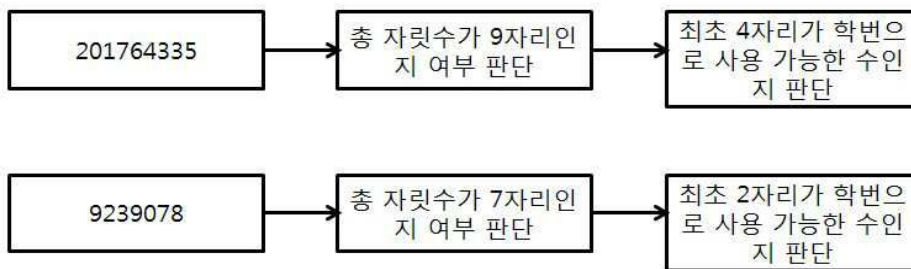 201764335
총 자릿수가 9자리인
지 여부 판단
최초 4자리가 학번으
로 사용 가능한 수인
지 판단
9239078
총 자릿수가 7자리인
지 여부 판단
최초 2자리가 학번으
로 사용 가능한 수인
지 판단